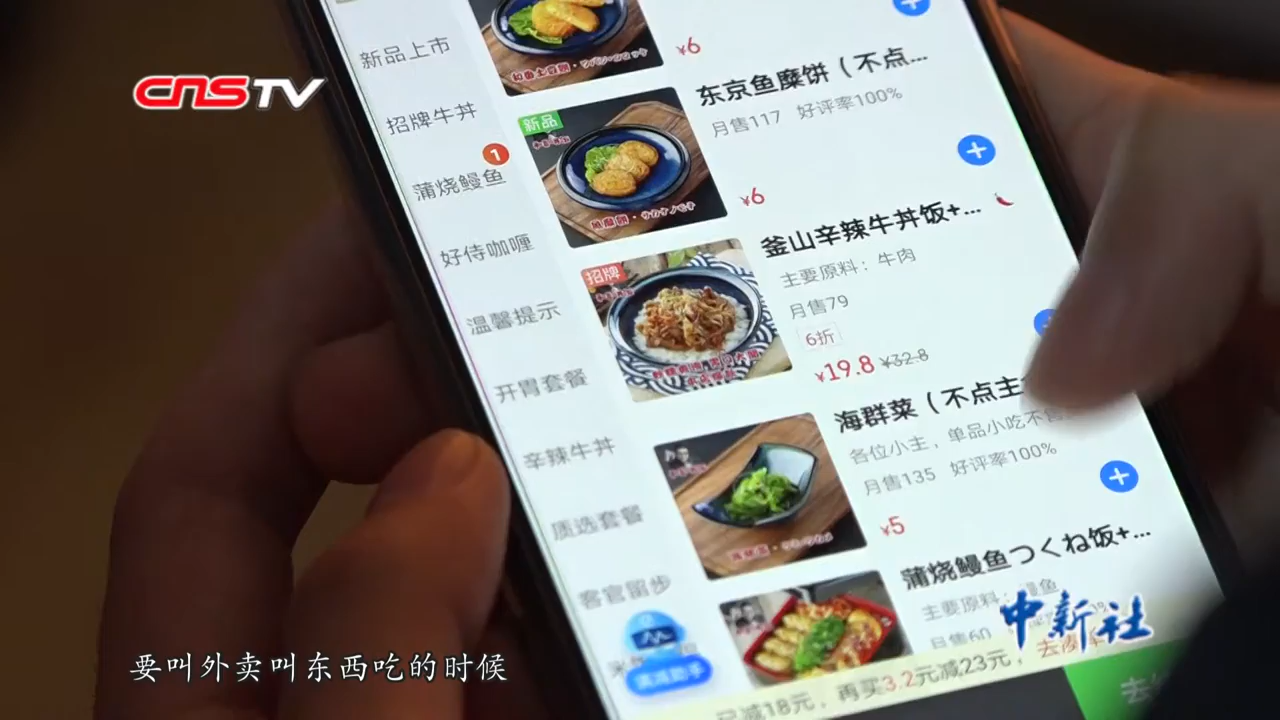 CNSTV
新品上市
招牌牛丼
1
蒲烧鳗鱼
好侍咖喱
温馨提示
开胃套餐
辛辣牛丼
质选套餐
客官留步
¥6
新品
东京鱼糜饼（不点...
月售117 好评率100%
¥6
招牌
釜山辛辣牛丼饭+...
主要原料：牛肉
月售79
6折
¥19.8 ¥32.8
海群菜（不点主
各位小主，单品小吃不
月售135 好评率100%
¥5
蒲烧鳗鱼つくね饭+...
主要原料
月售60
已减18元，再买3.2元减23元，
中新社
要叫外卖叫东西吃的时候